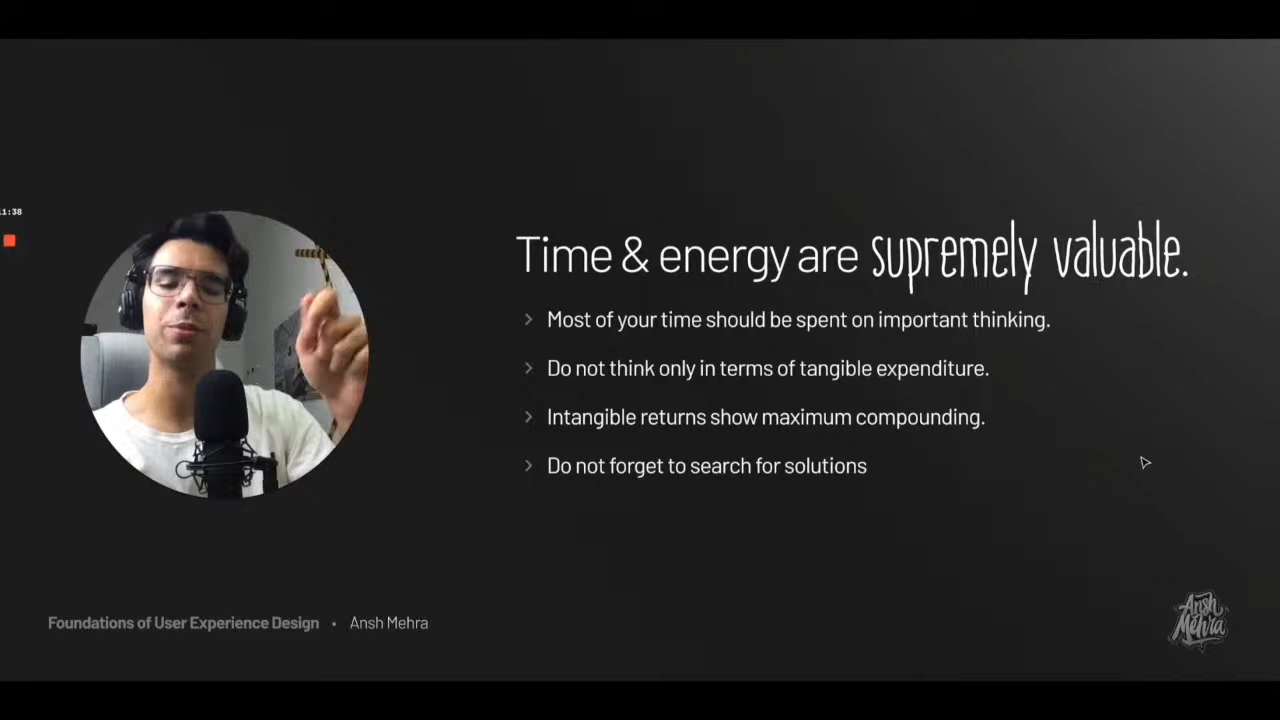 11:38
Time & energy are supremely valuable.
Most of your time should be spent on important thinking.
Do not think only in terms of tangible expenditure.
Intangible returns show maximum compounding.
Do not forget to search for solutions
Foundations of User Experience Design • Ansh Mehra
Ansh
Mehra